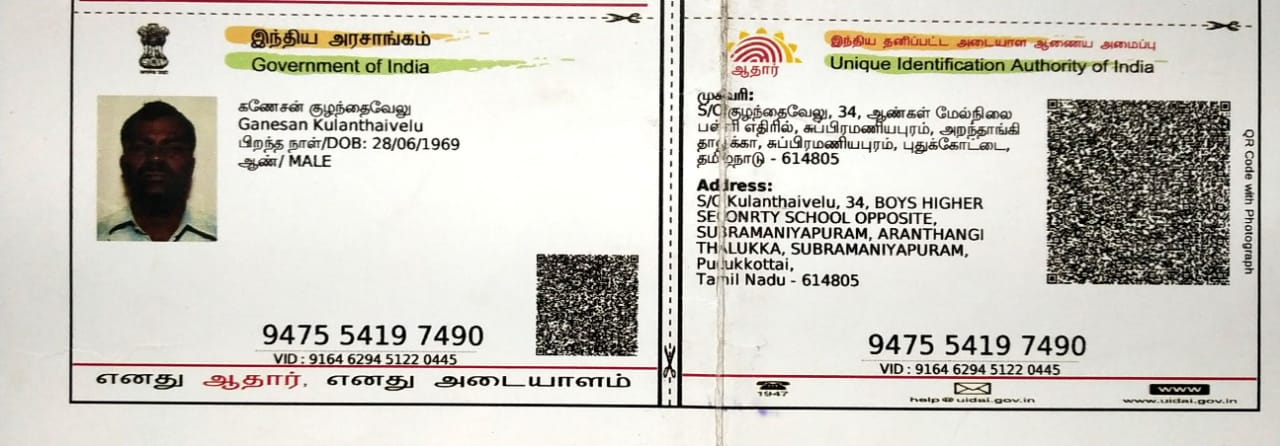 இந்திய அரசாங்கம்
Government of India
கணேசன் குழந்தைவேலு
Ganesan Kulanthaivelu
பிறந்த நாள்/DOB: 28/06/1969
ஆண்/ MALE
9475 5419 7490
VID : 9164 6294 5122 0445
எனது ஆதார், எனது அடையாளம்
ஆதார்
இந்திய தனிப்பட்ட அடையாள ஆணைய அமைப்பு
Unique Identification Authority of India
முகவரி:
S/O குழந்தைவேலு, 34, ஆண்கள் மேல்நிலை
பள்ளி எதிரில், சுப்பிரமணியபுரம், அறந்தாங்கி
தாலுக்கா, சுப்பிரமணியபுரம், புதுக்கோட்டை,
தமிழ்நாடு - 614805
Address:
S/O Kulanthaivelu, 34, BOYS HIGHER
SECONRTY SCHOOL OPPOSITE,
SUBRAMANIYAPURAM, ARANTHANGI
THALUKKA, SUBRAMANIYAPURAM,
Pudukkottai,
Tamil Nadu - 614805
QR Code with Photograph
9475 5419 7490
VID : 9164 6294 5122 0445
1947
help@uidai.gov.in
www
www.uidai.gov.in